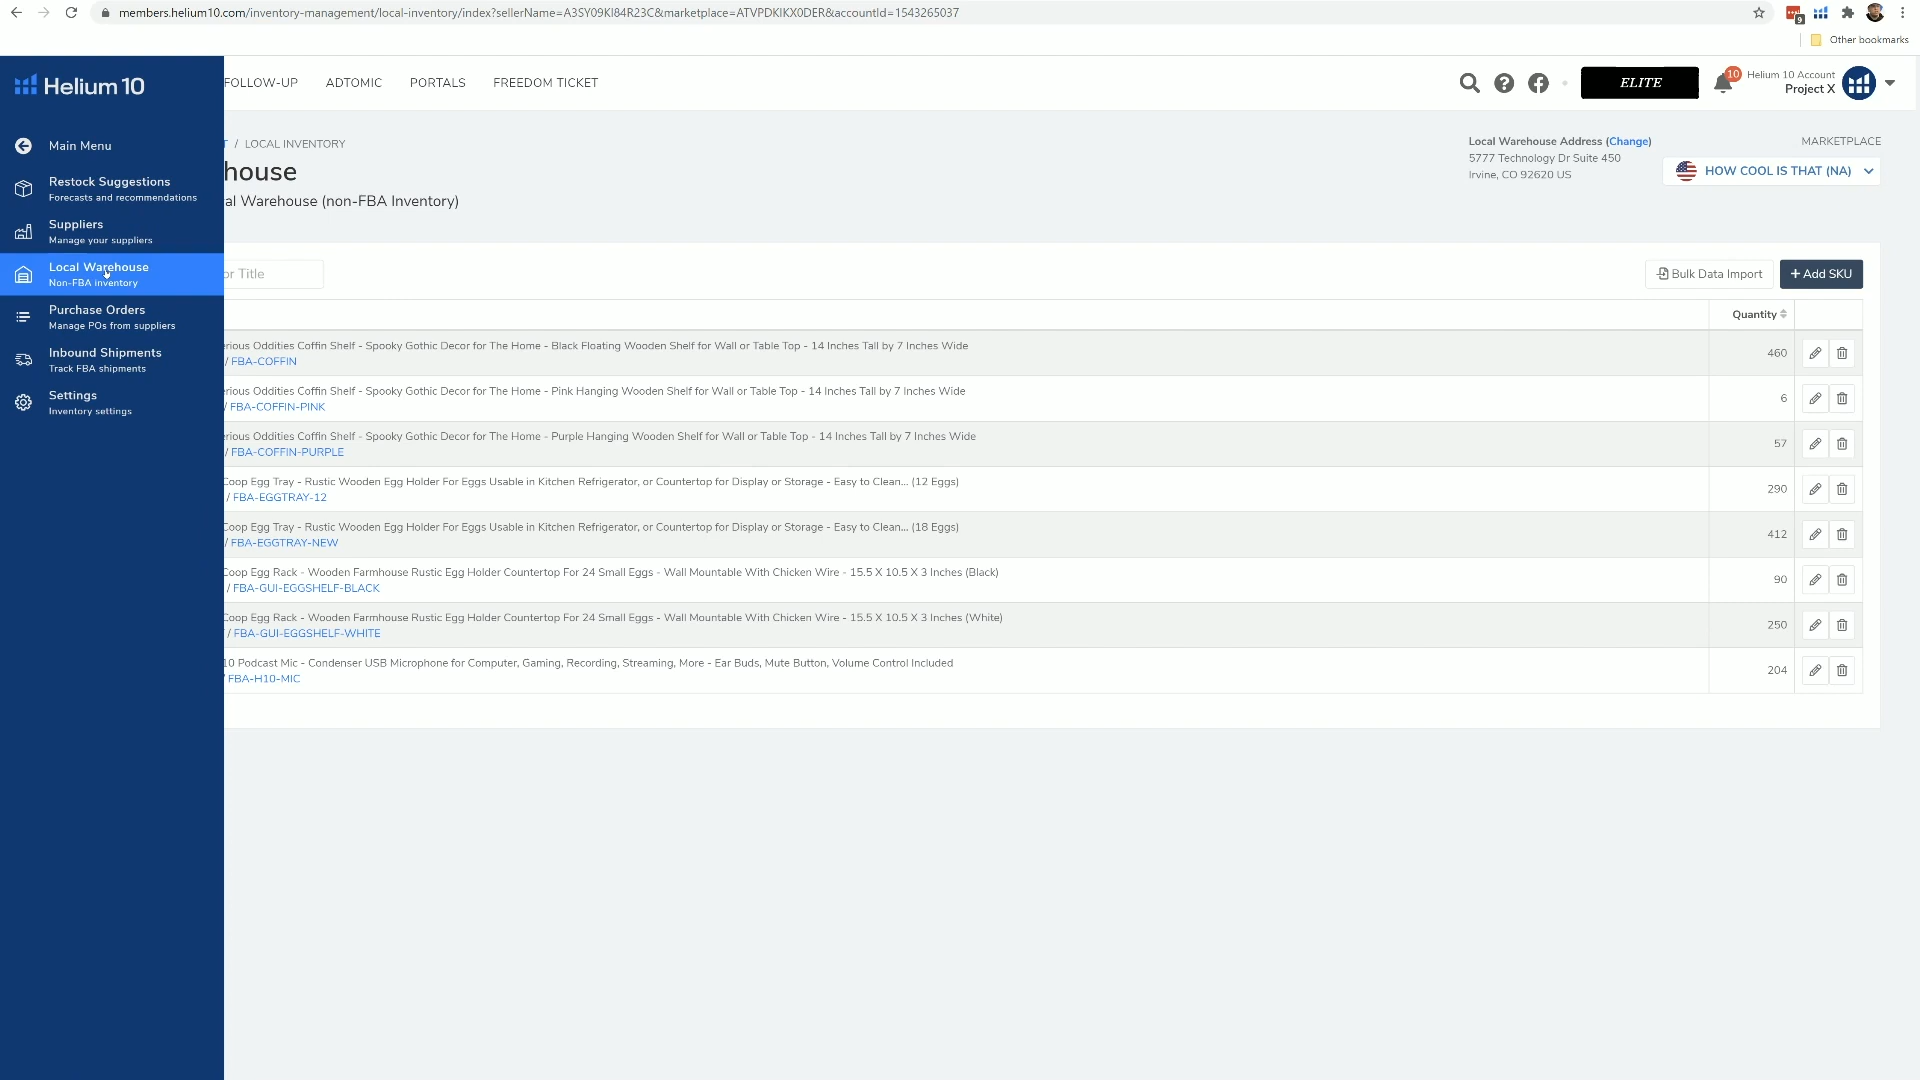 members.helium10.com/inventory-management/local-inventory/index?sellerName=A3SY09KI84R23C&marketplace=ATVPDKIKX0DER&accountId=1543265037
9
Other bookmarks
Helium 10
FOLLOW-UP
ADTOMIC
PORTALS
FREEDOM TICKET
ELITE
10
Helium 10 Account
Project X
Main Menu
Restock Suggestions
Forecasts and recommendations
Suppliers
Manage your suppliers
Local Warehouse
Non-FBA inventory
Purchase Orders
Manage POs from suppliers
Inbound Shipments
Track FBA shipments
Settings
Inventory settings
T / LOCAL INVENTORY
house
al Warehouse (non-FBA Inventory)
Local Warehouse Address (Change)
5777 Technology Dr Suite 450
Irvine, CO 92620 US
MARKETPLACE
HOW COOL IS THAT (NA)
or Title
Bulk Data Import
+ Add SKU
Quantity
erious Oddities Coffin Shelf - Spooky Gothic Decor for The Home - Black Floating Wooden Shelf for Wall or Table Top - 14 Inches Tall by 7 Inches Wide
/ FBA-COFFIN
460
erious Oddities Coffin Shelf - Spooky Gothic Decor for The Home - Pink Hanging Wooden Shelf for Wall or Table Top - 14 Inches Tall by 7 Inches Wide
/ FBA-COFFIN-PINK
6
erious Oddities Coffin Shelf - Spooky Gothic Decor for The Home - Purple Hanging Wooden Shelf for Wall or Table Top - 14 Inches Tall by 7 Inches Wide
/ FBA-COFFIN-PURPLE
57
Coop Egg Tray - Rustic Wooden Egg Holder For Eggs Usable in Kitchen Refrigerator, or Countertop for Display or Storage - Easy to Clean... (12 Eggs)
/ FBA-EGGTRAY-12
290
Coop Egg Tray - Rustic Wooden Egg Holder For Eggs Usable in Kitchen Refrigerator, or Countertop for Display or Storage - Easy to Clean... (18 Eggs)
/ FBA-EGGTRAY-NEW
412
Coop Egg Rack - Wooden Farmhouse Rustic Egg Holder Countertop For 24 Small Eggs - Wall Mountable With Chicken Wire - 15.5 X 10.5 X 3 Inches (Black)
/ FBA-GUI-EGGSHELF-BLACK
90
Coop Egg Rack - Wooden Farmhouse Rustic Egg Holder Countertop For 24 Small Eggs - Wall Mountable With Chicken Wire - 15.5 X 10.5 X 3 Inches (White)
/ FBA-GUI-EGGSHELF-WHITE
250
10 Podcast Mic - Condenser USB Microphone for Computer, Gaming, Recording, Streaming, More - Ear Buds, Mute Button, Volume Control Included
/ FBA-H10-MIC
204